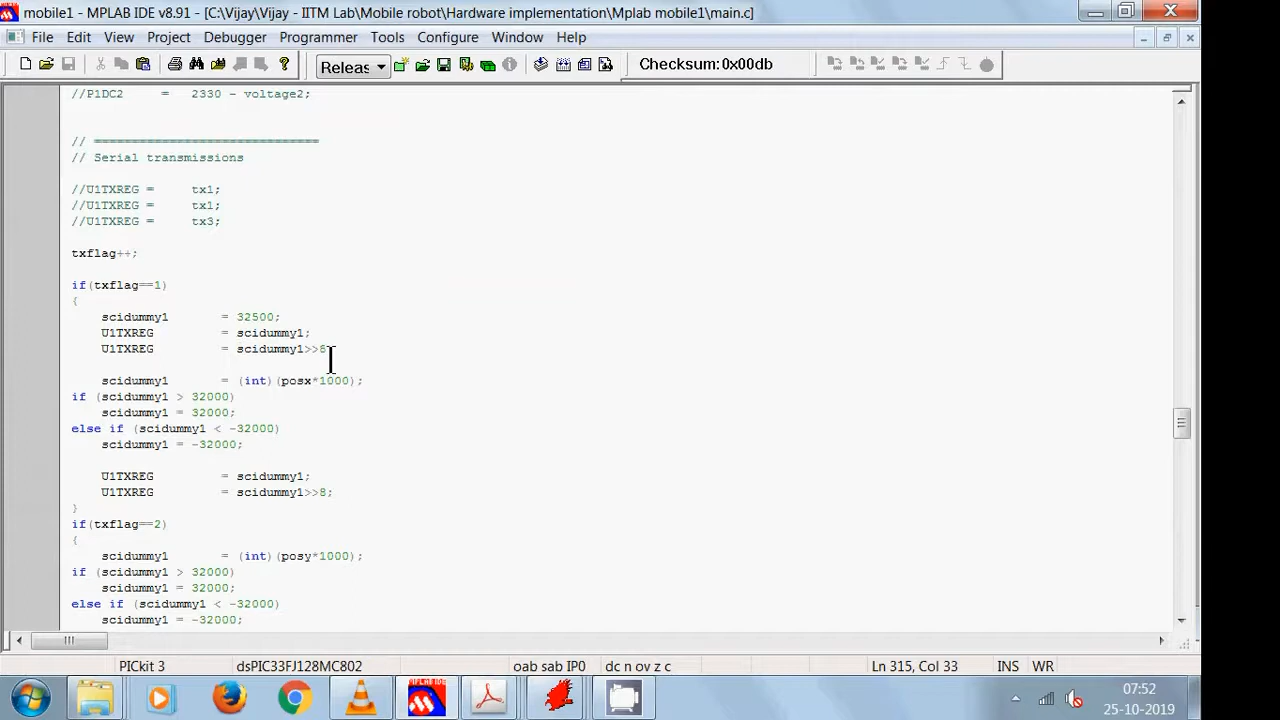 mobile1 - MPLAB IDE v8.91 - [C:\Vijay\Vijay - IITM Lab\Mobile robot\Hardware implementation\Mplab mobile1\main.c]
File Edit View Project Debugger Programmer Tools Configure Window Help
Releas Checksum: 0x00db
//P1DC2 = 2330 - voltage2;
// ==============================
// Serial transmissions
//U1TXREG = tx1;
//U1TXREG = tx1;
//U1TXREG = tx3;
txflag++;
if(txflag==1)
{
scidummy1 = 32500;
U1TXREG = scidummy1;
U1TXREG = scidummy1>>8;
scidummy1 = (int)(posx*1000);
if (scidummy1 > 32000)
scidummy1 = 32000;
else if (scidummy1 < -32000)
scidummy1 = -32000;
U1TXREG = scidummy1;
U1TXREG = scidummy1>>8;
}
if(txflag==2)
{
scidummy1 = (int)(posy*1000);
if (scidummy1 > 32000)
scidummy1 = 32000;
else if (scidummy1 < -32000)
scidummy1 = -32000;
PICkit 3 dsPIC33FJ128MC802 oab sab IP0 dc n ov z c Ln 315, Col 33 INS WR
MPLAB IDE
07:52
25-10-2019